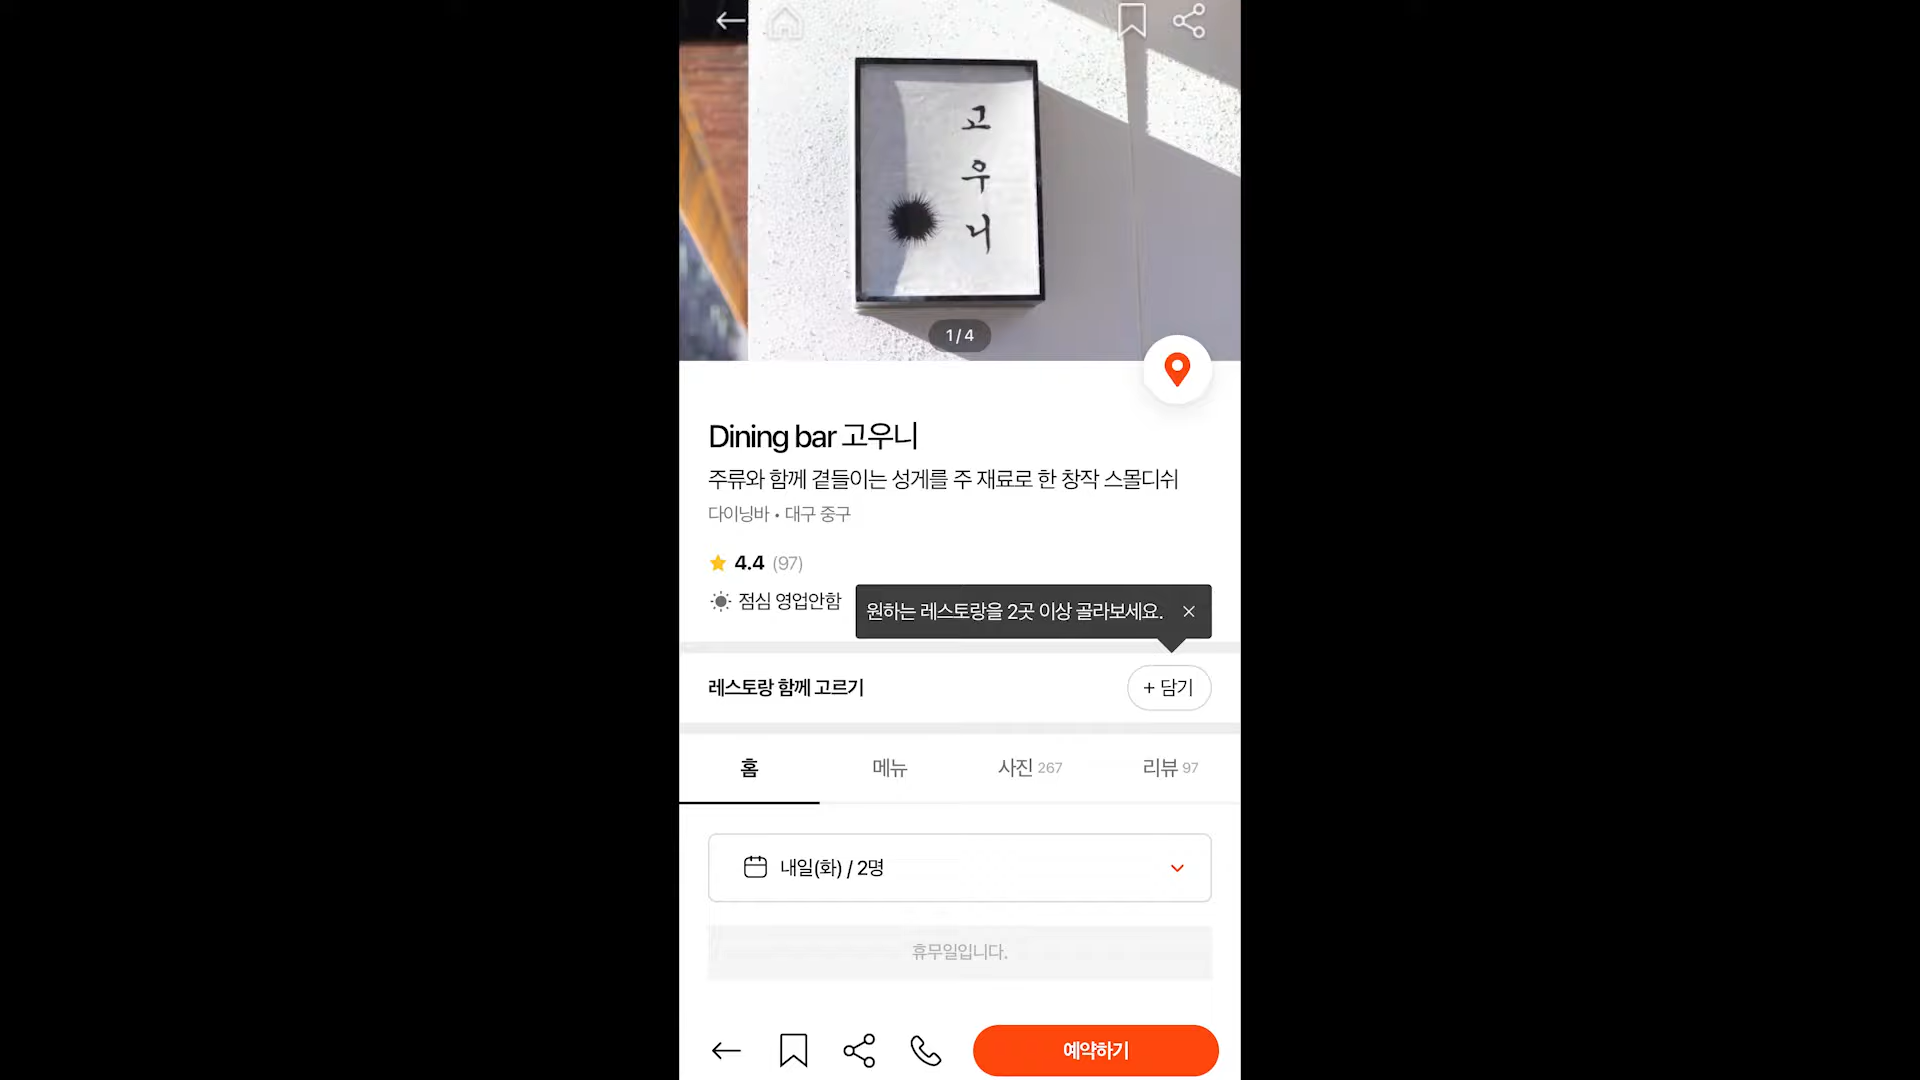 고
우
니
1/4
Dining bar 고우니
주류와 함께 곁들이는 성게를 주 재료로 한 창작 스몰디쉬
다이닝바 • 대구 중구
4.4 (97)
점심 영업안함
원하는 레스토랑을 2곳 이상 골라보세요.
레스토랑 함께 고르기
+ 담기
홈 메뉴 사진 267 리뷰 97
내일(화) / 2명
휴무일입니다.
예약하기